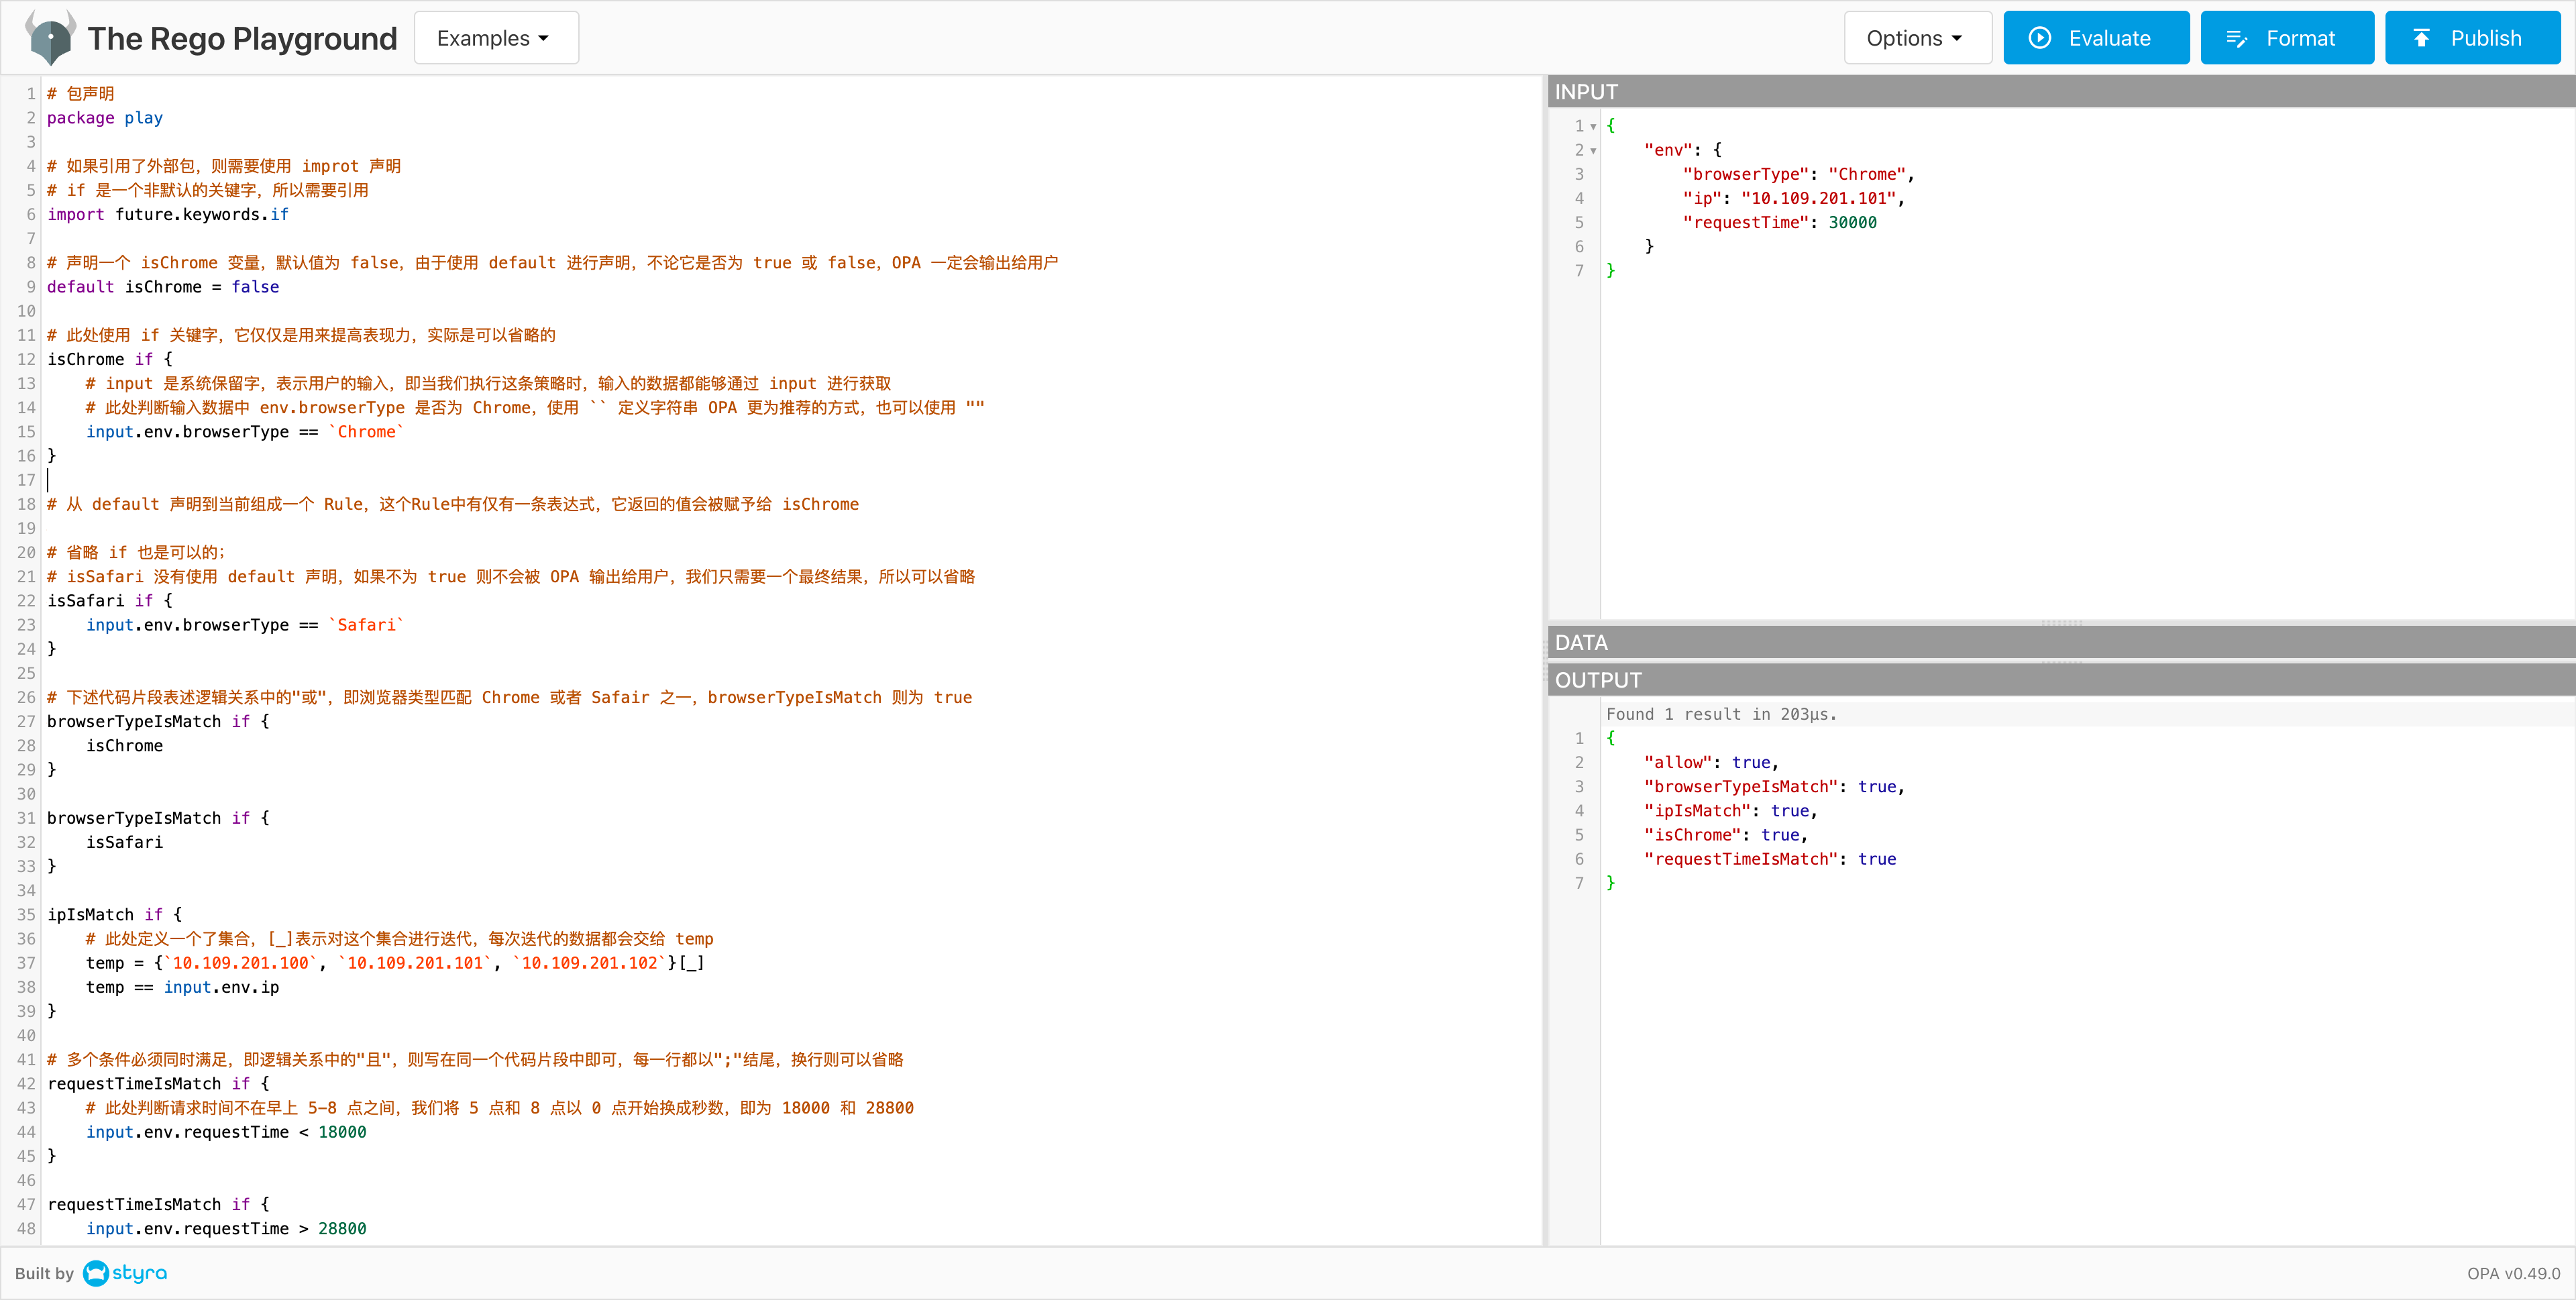 The Rego Playground
Examples
Options
Evaluate
Format
Publish
1 # 包声明
2 package play
3
4 # 如果引用了外部包，则需要使用 improt 声明
5 # if 是一个非默认的关键字，所以需要引用
6 import future.keywords.if
7
8 # 声明一个 isChrome 变量，默认值为 false，由于使用 default 进行声明，不论它是否为 true 或 false，OPA 一定会输出给用户
9 default isChrome = false
10
11 # 此处使用 if 关键字，它仅仅是用来提高表现力，实际是可以省略的
12 isChrome if {
13     # input 是系统保留字，表示用户的输入，即当我们执行这条策略时，输入的数据都能够通过 input 进行获取
14     # 此处判断输入数据中 env.browserType 是否为 Chrome，使用 `` 定义字符串 OPA 更为推荐的方式，也可以使用 ""
15     input.env.browserType == `Chrome`
16 }
17
18 # 从 default 声明到当前组成一个 Rule，这个Rule中有仅有一条表达式，它返回的值会被赋予给 isChrome
19
20 # 省略 if 也是可以的；
21 # isSafari 没有使用 default 声明，如果不为 true 则不会被 OPA 输出给用户，我们只需要一个最终结果，所以可以省略
22 isSafari if {
23     input.env.browserType == `Safari`
24 }
25
26 # 下述代码片段表述逻辑关系中的"或"，即浏览器类型匹配 Chrome 或者 Safair 之一，browserTypeIsMatch 则为 true
27 browserTypeIsMatch if {
28     isChrome
29 }
30
31 browserTypeIsMatch if {
32     isSafari
33 }
34
35 ipIsMatch if {
36     # 此处定义一个了集合，[_]表示对这个集合进行迭代，每次迭代的数据都会交给 temp
37     temp = {`10.109.201.100`, `10.109.201.101`, `10.109.201.102`}[_]
38     temp == input.env.ip
39 }
40
41 # 多个条件必须同时满足，即逻辑关系中的"且"，则写在同一个代码片段中即可，每一行都以";"结尾，换行则可以省略
42 requestTimeIsMatch if {
43     # 此处判断请求时间不在早上 5-8 点之间，我们将 5 点和 8 点以 0 点开始换成秒数，即为 18000 和 28800
44     input.env.requestTime < 18000
45 }
46
47 requestTimeIsMatch if {
48     input.env.requestTime > 28800
INPUT
1 {
2     "env": {
3         "browserType": "Chrome",
4         "ip": "10.109.201.101",
5         "requestTime": 30000
6     }
7 }
DATA
OUTPUT
Found 1 result in 203µs.
1 {
2     "allow": true,
3     "browserTypeIsMatch": true,
4     "ipIsMatch": true,
5     "isChrome": true,
6     "requestTimeIsMatch": true
7 }
Built by styra
OPA v0.49.0